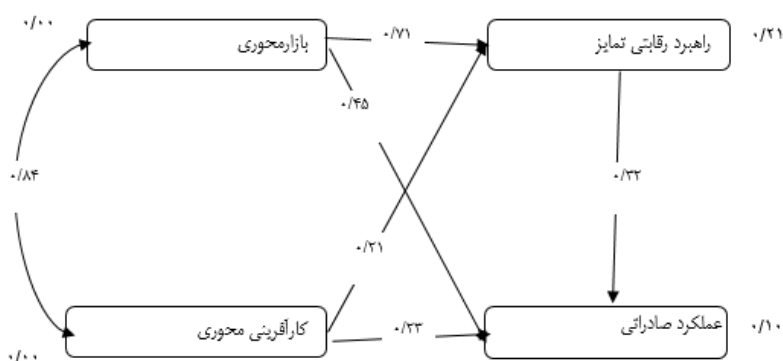 ۰/۰۰
بازارمحوری
۰/۷۱
راهبرد رقابتی تمایز
۰/۲۱
۰/۴۵
۰/۸۴
۰/۳۲
۰/۲۱
کارآفرینی محوری
۰/۲۳
عملکرد صادراتی
۰/۱۰
۰/۰۰